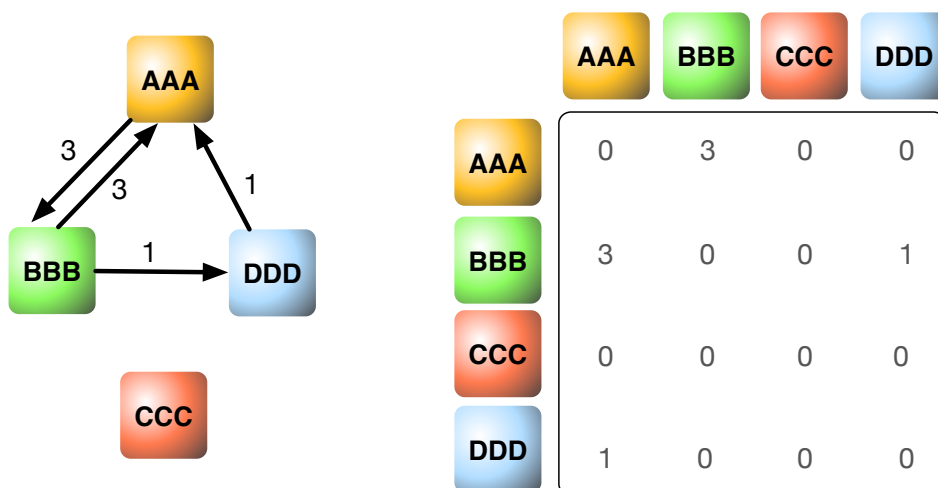 AAA
3
3
1
BBB
1
DDD
CCC
AAA BBB CCC DDD
AAA 0 3 0 0
BBB 3 0 0 1
CCC 0 0 0 0
DDD 1 0 0 0